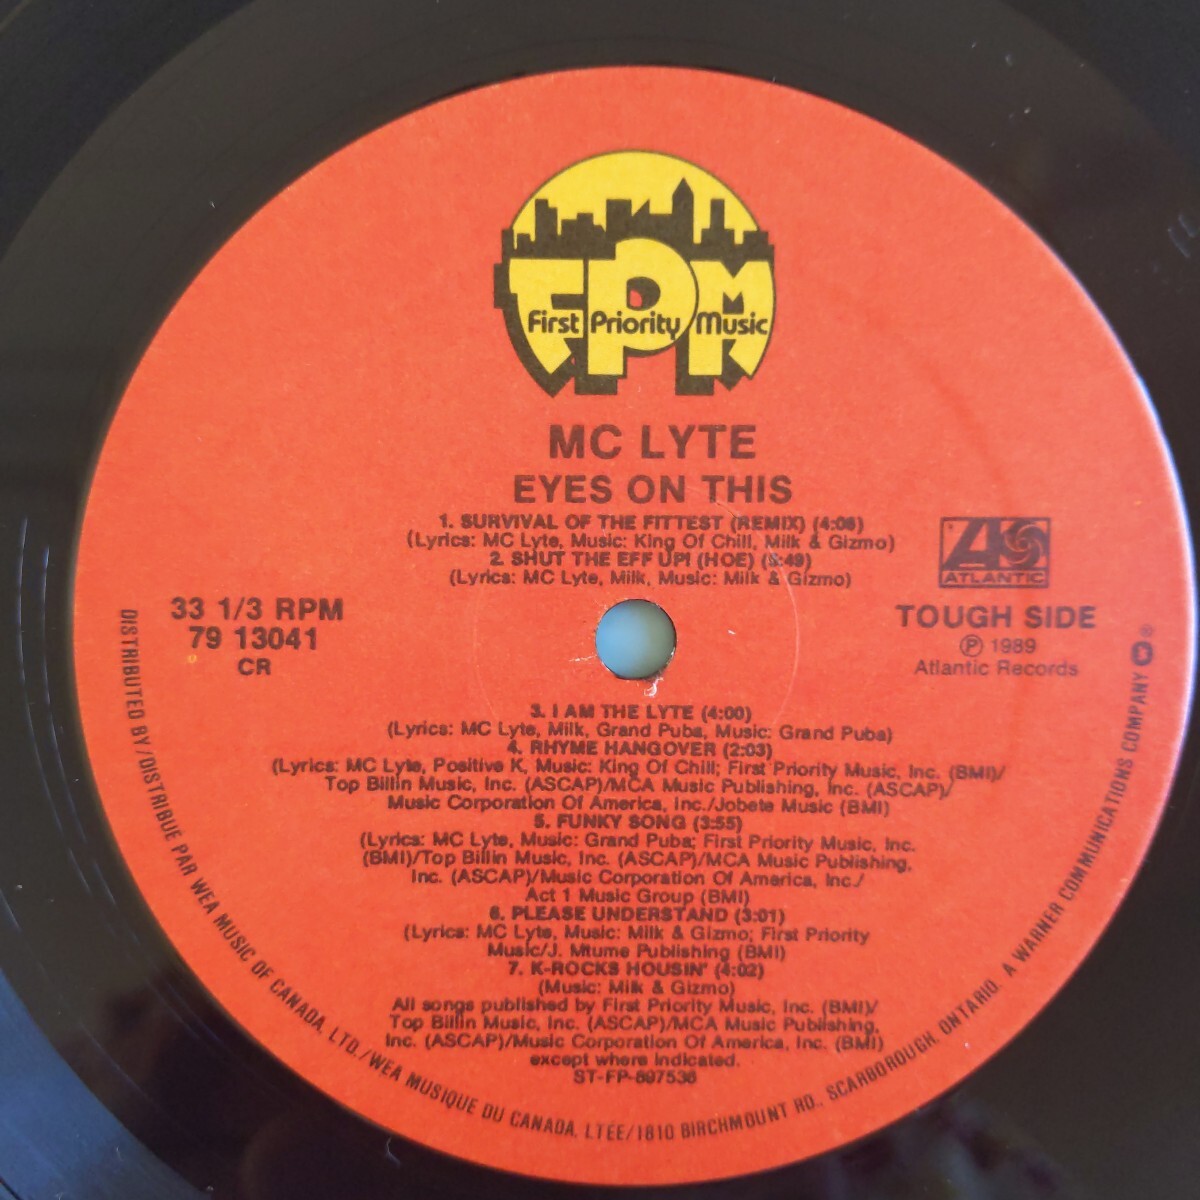 First Priority Music
MC LYTE
EYES ON THIS
1. SURVIVAL OF THE FITTEST (REMIX) (4:06)
(Lyrics: MC Lyte, Music: King Of Chill, Milk & Gizmo)
2. SHUT THE EFF UP! (HOE) (:49)
(Lyrics: MC Lyte, Milk, Music: Milk & Gizmo)
33 1/3 RPM
79 13041
CR
ATLANTIC
TOUGH SIDE
Ⓟ 1989
Atlantic Records
3. I AM THE LYTE (4:00)
(Lyrics: MC Lyte, Milk, Grand Puba, Music: Grand Puba)
4. RHYME HANGOVER (2:03)
(Lyrics: MC Lyte, Positive K, Music: King Of Chill; First Priority Music, Inc. (BMI)/
Top Billin Music, Inc. (ASCAP)/MCA Music Publishing, Inc. (ASCAP)/
Music Corporation Of America, Inc./Jobete Music (BMI)
5. FUNKY SONG (3:55)
(Lyrics: MC Lyte, Music: Grand Puba; First Priority Music, Inc.
(BMI)/Top Billin Music, Inc. (ASCAP)/MCA Music Publishing,
Inc. (ASCAP)/Music Corporation Of America, Inc./
Act 1 Music Group (BMI)
6. PLEASE UNDERSTAND (3:01)
(Lyrics: MC Lyte, Music: Milk & Gizmo; First Priority
Music/J. Mtume Publishing (BMI)
7. K-ROCKS HOUSIN' (4:02)
(Music: Milk & Gizmo)
All songs published by First Priority Music, Inc. (BMI)/
Top Billin Music, Inc. (ASCAP)/MCA Music Publishing,
Inc. (ASCAP)/Music Corporation Of America, Inc. (BMI)
except where indicated.
ST-FP-897536
DISTRIBUTED BY/DISTRIBUÉ PAR WEA MUSIC OF CANADA, LTD./WEA MUSIQUE DU CANADA, LTEE/1810 BIRCHMOUNT RD., SCARBOROUGH, ONTARIO. A WARNER COMMUNICATIONS COMPANY ®